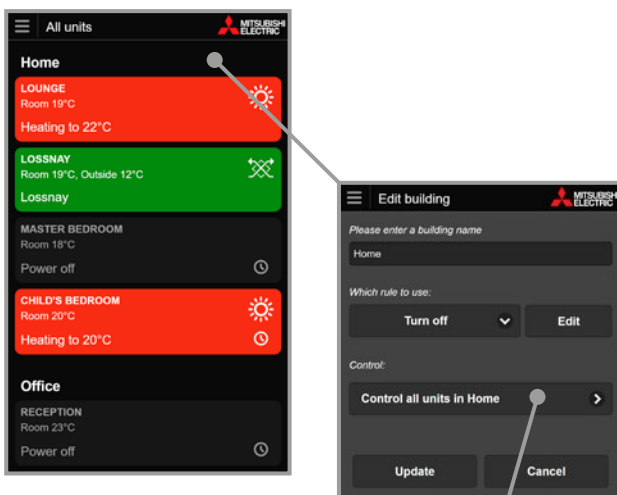 All units
MITSUBISHI
ELECTRIC
Home
LOUNGE
Room 19°C
Heating to 22°C
LOSSNAY
Room 19°C, Outside 12°C
Lossnay
MASTER BEDROOM
Room 18°C
Power off
CHILD'S BEDROOM
Room 20°C
Heating to 20°C
Office
RECEPTION
Room 23°C
Power off
Edit building
MITSUBISH
ELECTRIC
Please enter a building name
Home
Which rule to use:
Turn off
Edit
Control:
Control all units in Home
Update
Cancel